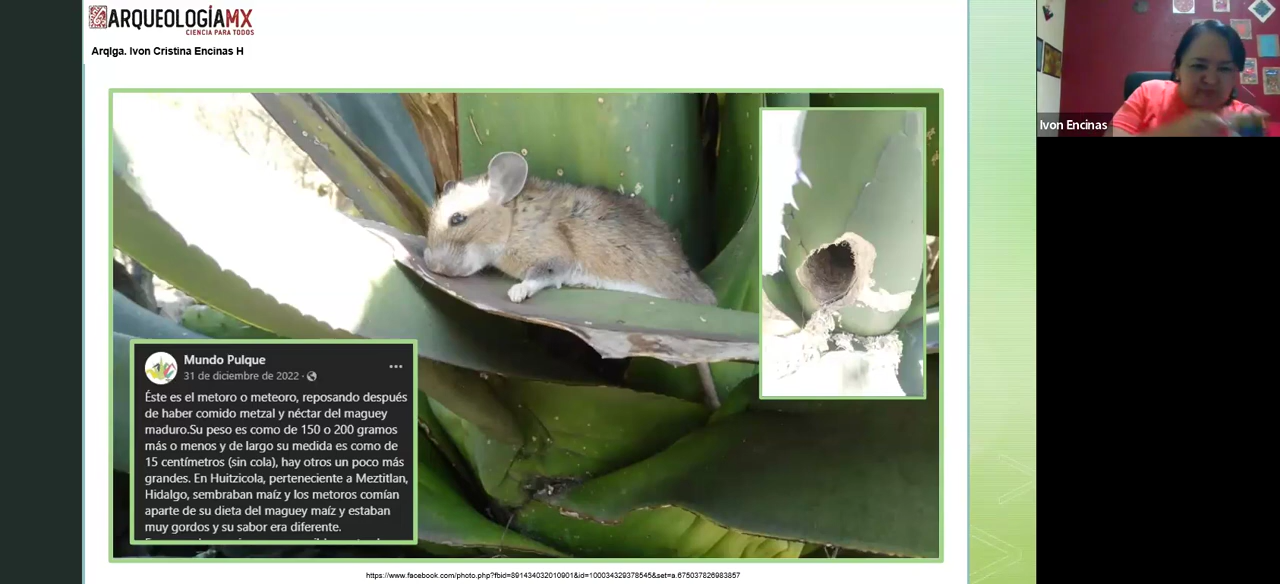 ARQUEOLOGÍAMX
CIENCIA PARA TODOS
Arqlga. Ivon Cristina Encinas H
Ivon Encinas
Mundo Pulque
31 de diciembre de 2022 ·
Éste es el metoro o meteoro, reposando después
de haber comido metzal y néctar del maguey
maduro.Su peso es como de 150 o 200 gramos
más o menos y de largo su medida es como de
15 centímetros (sin cola), hay otros un poco más
grandes. En Huitzicola, perteneciente a Meztitlan,
Hidalgo, sembraban maíz y los metoros comían
aparte de su dieta del maguey maíz y estaban
muy gordos y su sabor era diferente.
https://www.facebook.com/photo.php?fbid=891434032010901&id=100034329378545&set=a.675037826983857